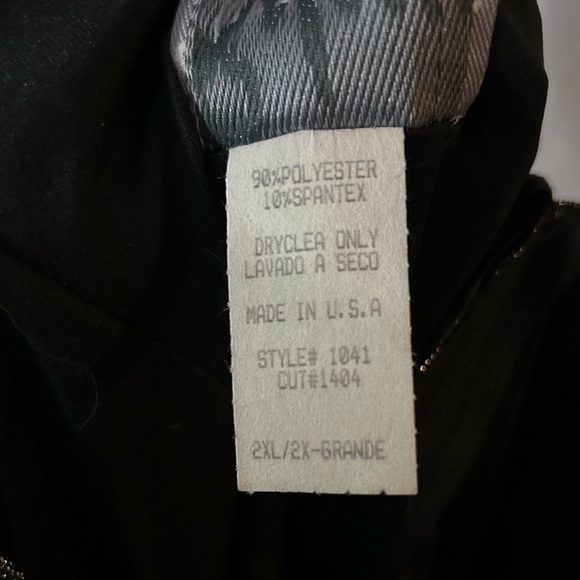 90%POLYESTER
10%SPANTEX
DRYCLEA ONLY
LAVADO A SECO
MADE IN U.S.A
STYLE# 1041
CUT#1404
2XL/2X-GRANDE